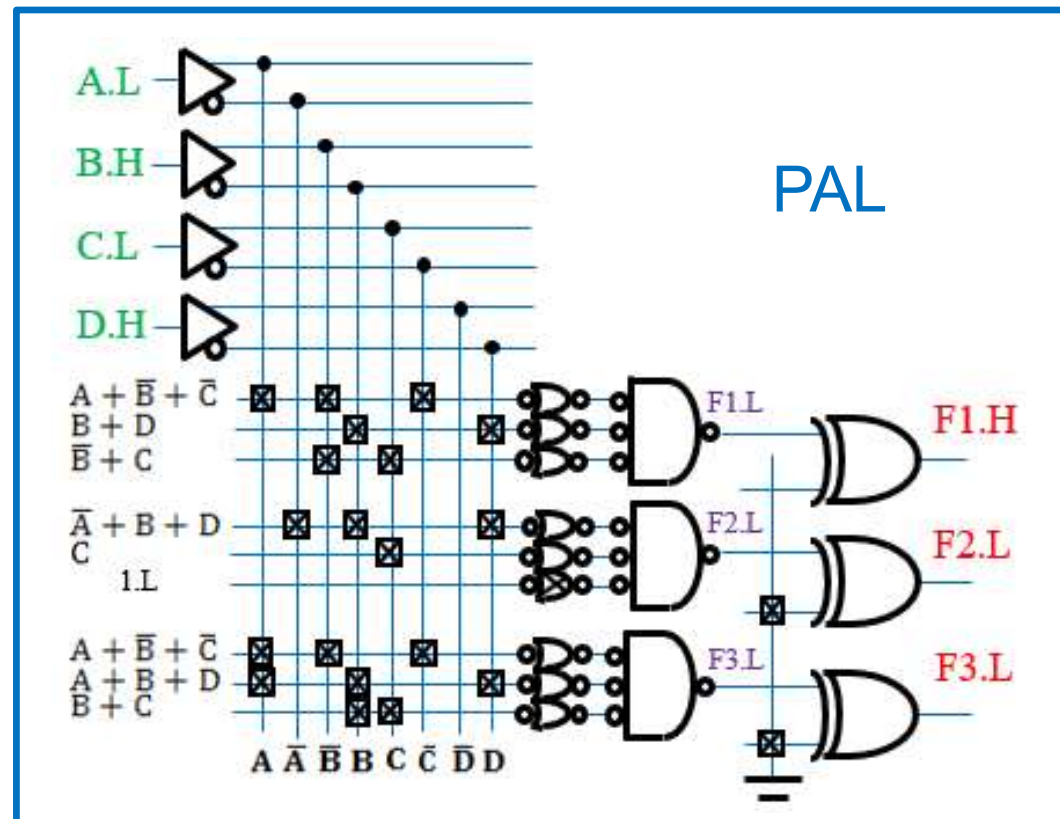 PAL
A.L
B.H
C.L
D.H
A + B̅ + C̅
B + D
B̅ + C
A̅ + B + D
C
1.L
A + B̅ + C̅
A + B + D
B + C
F1.L
F2.L
F3.L
F1.H
F2.L
F3.L
A A̅ B̅ B C C̅ D̅ D